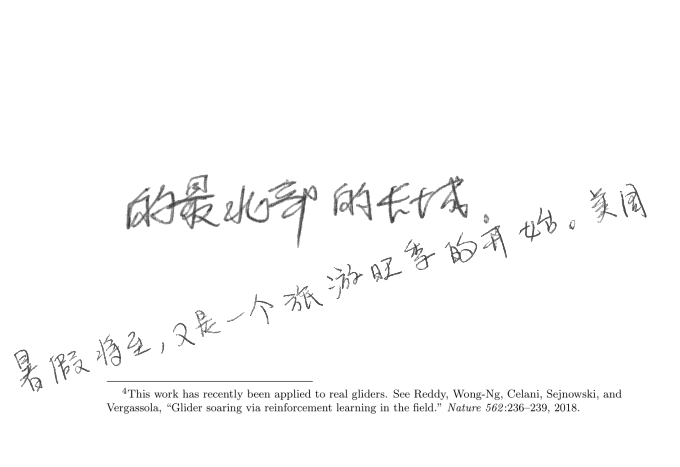 的最北部的长城。
暑假将至,又是一个旅游旺季的开始。美国
⁴This work has recently been applied to real gliders. See Reddy, Wong-Ng, Celani, Sejnowski, and
Vergassola, “Glider soaring via reinforcement learning in the field.” Nature 562:236–239, 2018.